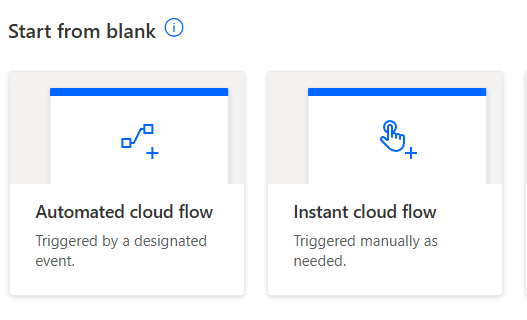 Start from blank
Automated cloud flow
Triggered by a designated
event.
Instant cloud flow
Triggered manually as
needed.